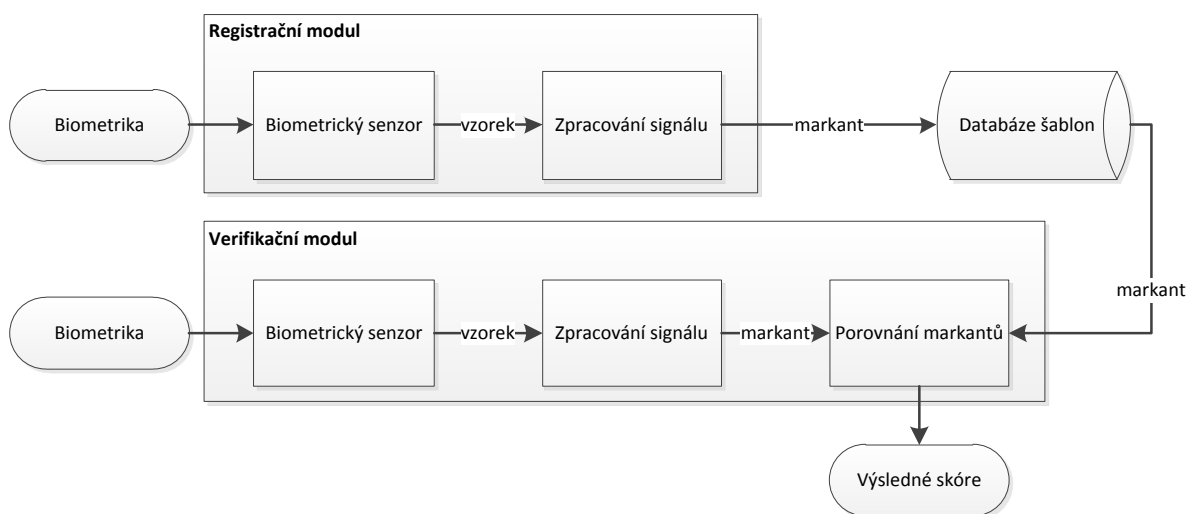 Registrační modul
Biometrika
Biometrický senzor
vzorek
Zpracování signálu
markant
Databáze šablon
markant
Verifikační modul
Biometrika
Biometrický senzor
vzorek
Zpracování signálu
markant
Porovnání markantů
Výsledné skóre